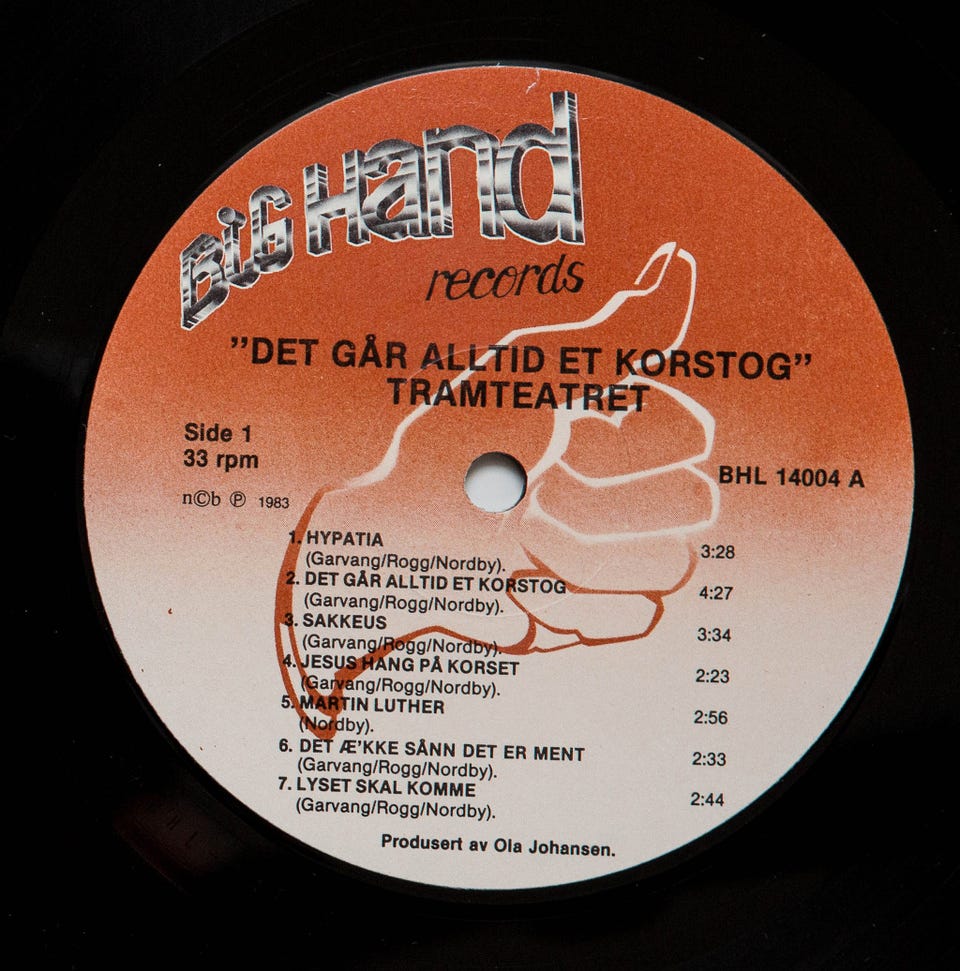 BiG Hand
records
"DET GÅR ALLTID ET KORSTOG"
TRAMTEATRET
Side 1
33 rpm
BHL 14004 A
n©b ℗ 1983
1. HYPATIA
(Garvang/Rogg/Nordby). 3:28
2. DET GÅR ALLTID ET KORSTOG
(Garvang/Rogg/Nordby). 4:27
3. SAKKEUS
(Garvang/Rogg/Nordby). 3:34
4. JESUS HANG PÅ KORSET
(Garvang/Rogg/Nordby). 2:23
5. MARTIN LUTHER
(Nordby). 2:56
6. DET Æ'KKE SÅNN DET ER MENT
(Garvang/Rogg/Nordby). 2:33
7. LYSET SKAL KOMME
(Garvang/Rogg/Nordby). 2:44
Produsert av Ola Johansen.